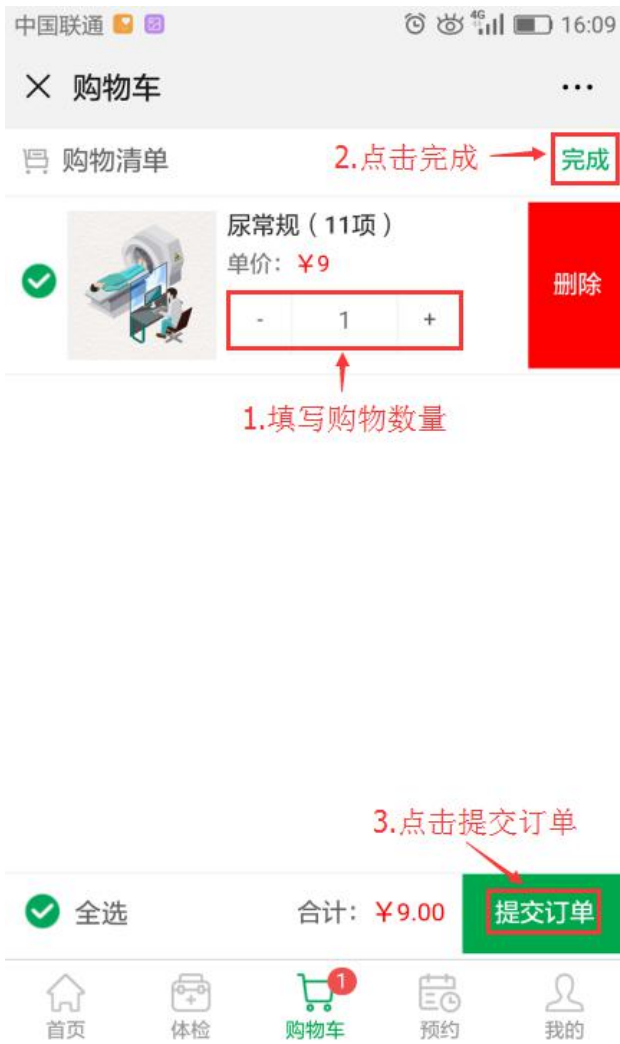 中国联通 4G 16:09
购物车 ...
购物清单 2.点击完成 完成
尿常规（11项）
单价：￥9
删除
- 1 +
1.填写购物数量
3.点击提交订单
全选 合计：￥9.00 提交订单
1
首页 体检 购物车 预约 我的